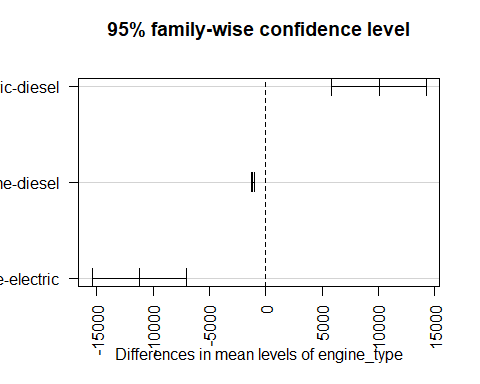 95% family-wise confidence level
ic-diesel
ne-diesel
e-electric
-15000 -10000 -5000 0 5000 10000 15000
Differences in mean levels of engine_type